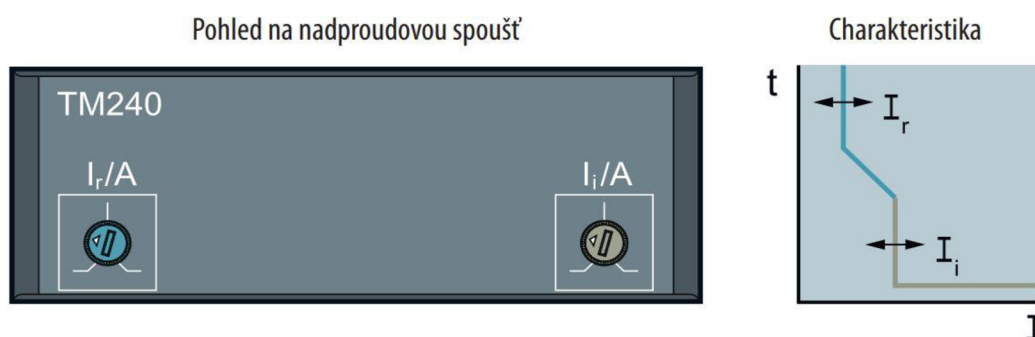 Pohled na nadproudovou spoušť
Charakteristika
TM240
Ir/A
Ii/A
t
Ir
Ii
I